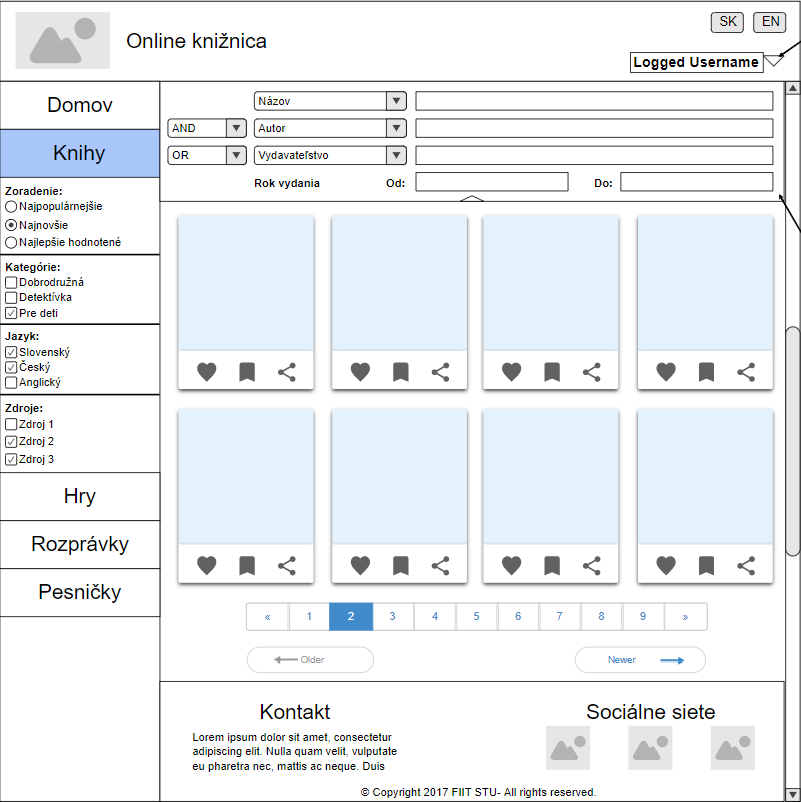 Online knižnica
SK
EN
Logged Username
Domov
Knihy
Zoradenie:
Najpopulárnejšie
Najnovšie
Najlepšie hodnotené
Kategórie:
Dobrodružná
Detektívka
Pre deti
Jazyk:
Slovenský
Český
Anglický
Zdroje:
Zdroj 1
Zdroj 2
Zdroj 3
Hry
Rozprávky
Pesničky
Názov
AND
Autor
OR
Vydavateľstvo
Rok vydania Od: Do:
« 1 2 3 4 5 6 7 8 9 »
Older
Newer
Kontakt
Lorem ipsum dolor sit amet, consectetur
adipiscing elit. Nulla quam velit, vulputate
eu pharetra nec, mattis ac neque. Duis
Sociálne siete
© Copyright 2017 FIIT STU- All rights reserved.